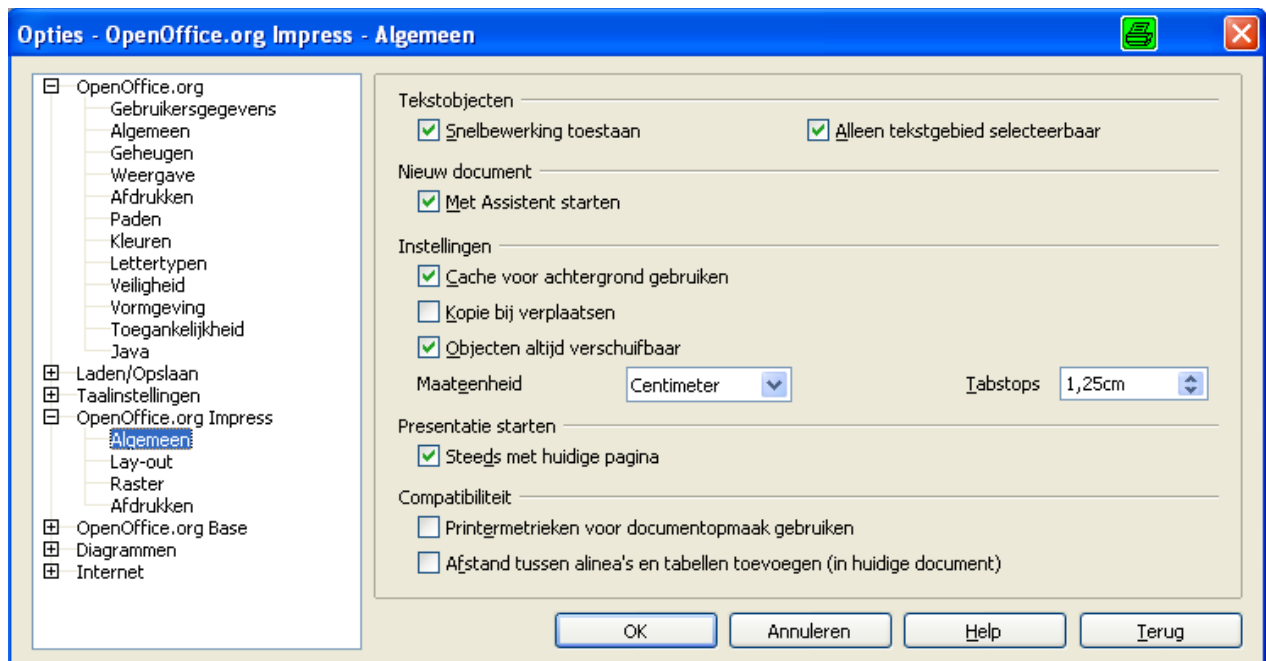 Opties - OpenOffice.org Impress - Algemeen
OpenOffice.org
Gebruikersgegevens
Algemeen
Geheugen
Weergave
Afdrukken
Paden
Kleuren
Lettertypen
Veiligheid
Vormgeving
Toegankelijkheid
Java
Laden/Opslaan
Taalinstellingen
OpenOffice.org Impress
Algemeen
Lay-out
Raster
Afdrukken
OpenOffice.org Base
Diagrammen
Internet
Tekstobjecten
Snelbewerking toestaan Alleen tekstgebied selecteerbaar
Nieuw document
Met Assistent starten
Instellingen
Cache voor achtergrond gebruiken
Kopie bij verplaatsen
Objecten altijd verschuifbaar
Maateenheid Centimeter Tabstops 1,25cm
Presentatie starten
Steeds met huidige pagina
Compatibiliteit
Printermetrieken voor documentopmaak gebruiken
Afstand tussen alinea's en tabellen toevoegen (in huidige document)
OK Annuleren Help Terug